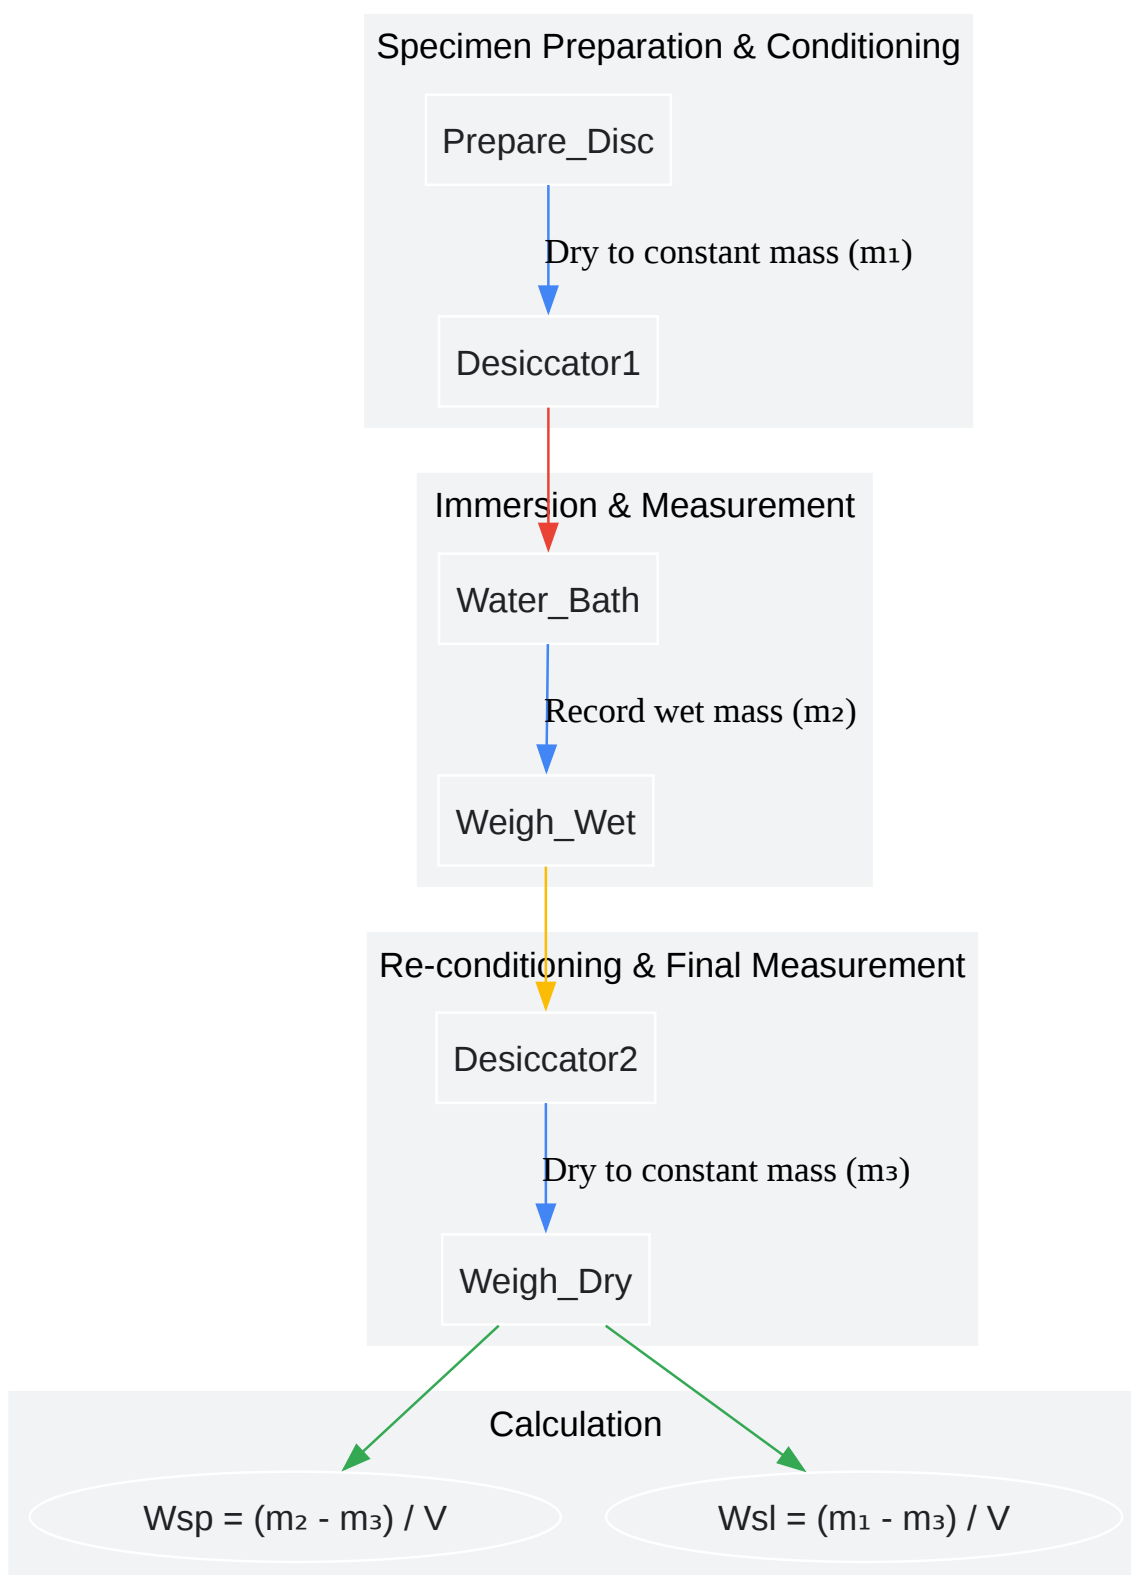 Specimen Preparation & Conditioning
Prepare_Disc
Dry to constant mass (m₁)
Desiccator1
Immersion & Measurement
Water_Bath
Record wet mass (m₂)
Weigh_Wet
Re-conditioning & Final Measurement
Desiccator2
Dry to constant mass (m₃)
Weigh_Dry
Calculation
Wsp = (m₂ - m₃) / V
Wsl = (m₁ - m₃) / V